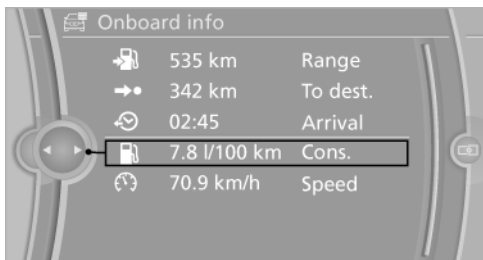 Onboard info
535 km Range
342 km To dest.
02:45 Arrival
7.8 l/100 km Cons.
70.9 km/h Speed